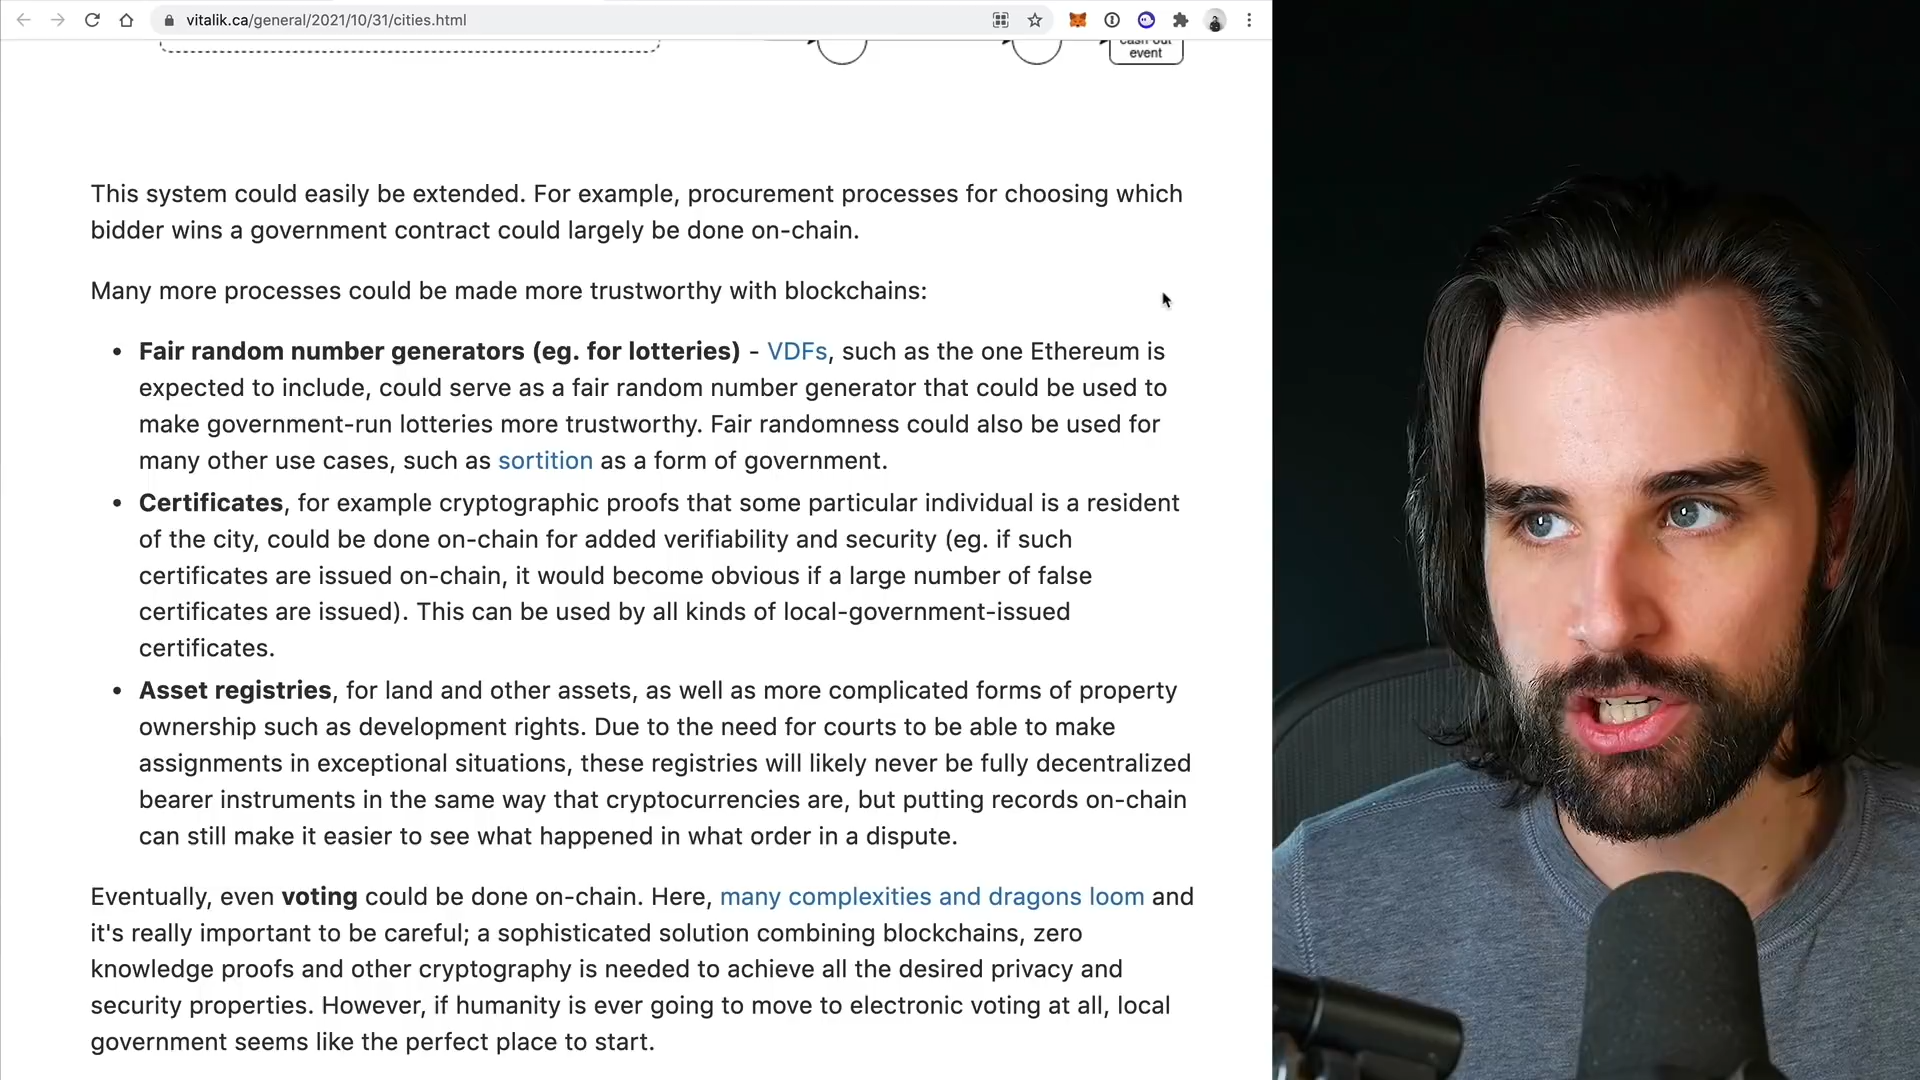 vitalik.ca/general/2021/10/31/cities.html
cash out
event
This system could easily be extended. For example, procurement processes for choosing which
bidder wins a government contract could largely be done on-chain.
Many more processes could be made more trustworthy with blockchains:
• Fair random number generators (eg. for lotteries) - VDFs, such as the one Ethereum is
expected to include, could serve as a fair random number generator that could be used to
make government-run lotteries more trustworthy. Fair randomness could also be used for
many other use cases, such as sortition as a form of government.
• Certificates, for example cryptographic proofs that some particular individual is a resident
of the city, could be done on-chain for added verifiability and security (eg. if such
certificates are issued on-chain, it would become obvious if a large number of false
certificates are issued). This can be used by all kinds of local-government-issued
certificates.
• Asset registries, for land and other assets, as well as more complicated forms of property
ownership such as development rights. Due to the need for courts to be able to make
assignments in exceptional situations, these registries will likely never be fully decentralized
bearer instruments in the same way that cryptocurrencies are, but putting records on-chain
can still make it easier to see what happened in what order in a dispute.
Eventually, even voting could be done on-chain. Here, many complexities and dragons loom and
it's really important to be careful; a sophisticated solution combining blockchains, zero
knowledge proofs and other cryptography is needed to achieve all the desired privacy and
security properties. However, if humanity is ever going to move to electronic voting at all, local
government seems like the perfect place to start.